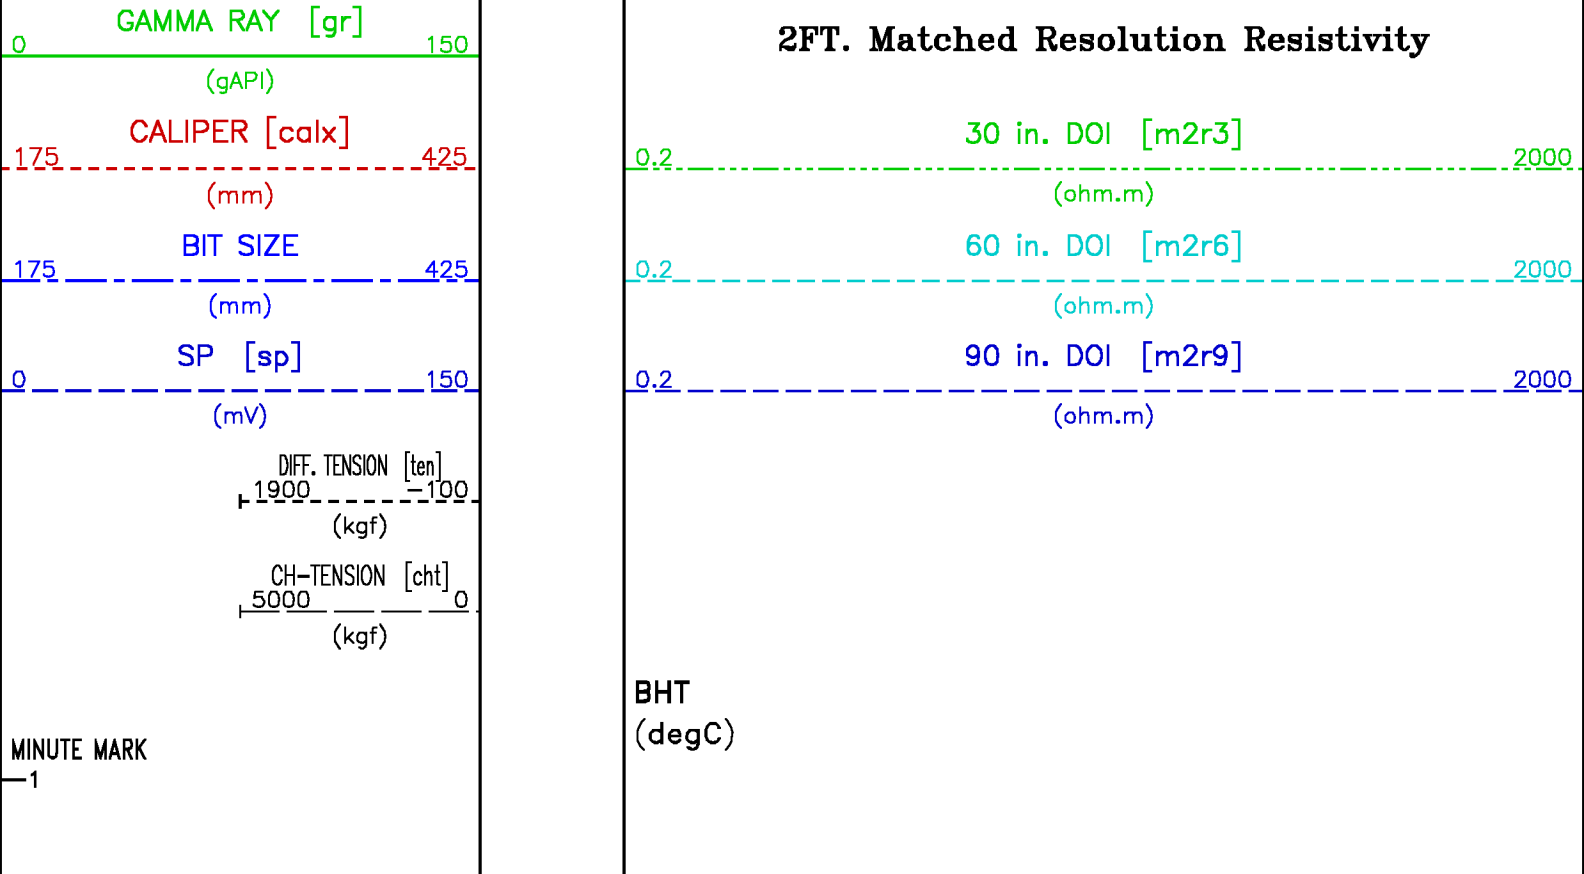 GAMMA RAY [gr]
0 150
(gAPI)
CALIPER [calx]
175 425
(mm)
BIT SIZE
175 425
(mm)
SP [sp]
0 150
(mV)
DIFF. TENSION [ten]
1900 -100
(kgf)
CH-TENSION [cht]
5000 0
(kgf)
MINUTE MARK
1
2FT. Matched Resolution Resistivity
30 in. DOI [m2r3]
0.2 2000
(ohm.m)
60 in. DOI [m2r6]
0.2 2000
(ohm.m)
90 in. DOI [m2r9]
0.2 2000
(ohm.m)
BHT
(degC)